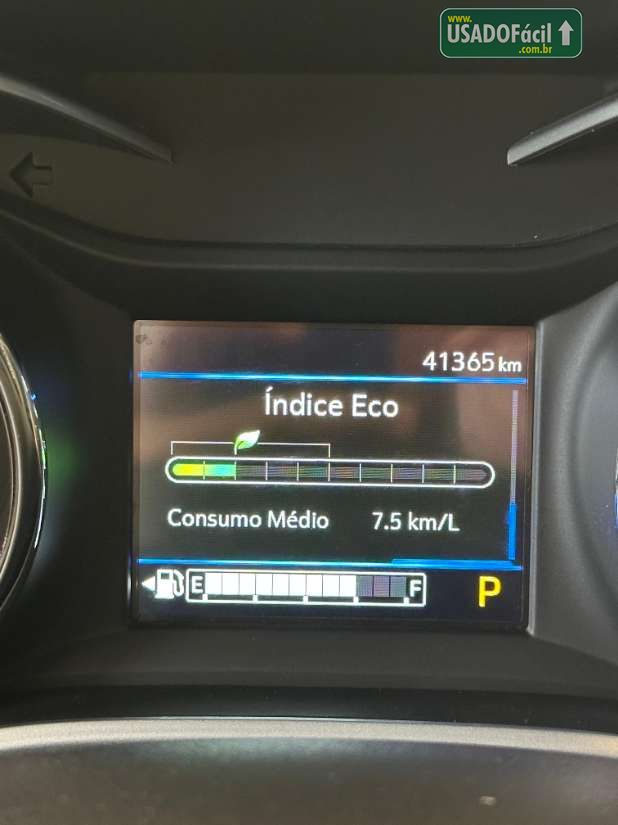 www.
USADOFácil
.com.br
41365 km
Índice Eco
Consumo Médio 7.5 km/L
E F P